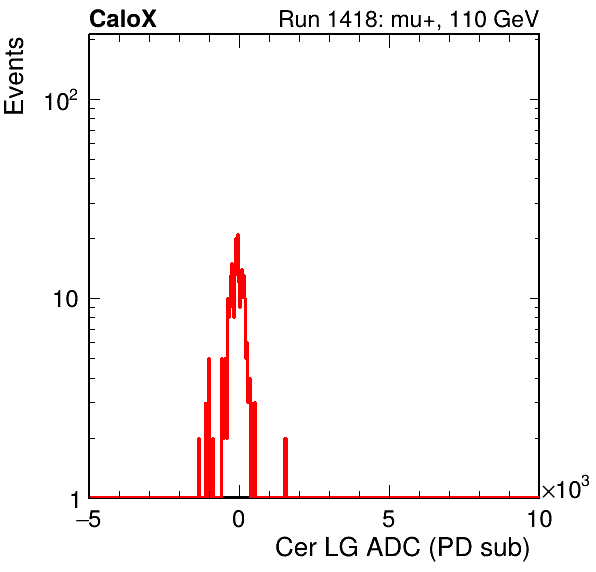 CaloX Run 1418: mu+, 110 GeV
Events
10²
10
1
−5 0 5 10
×10³
Cer LG ADC (PD sub)